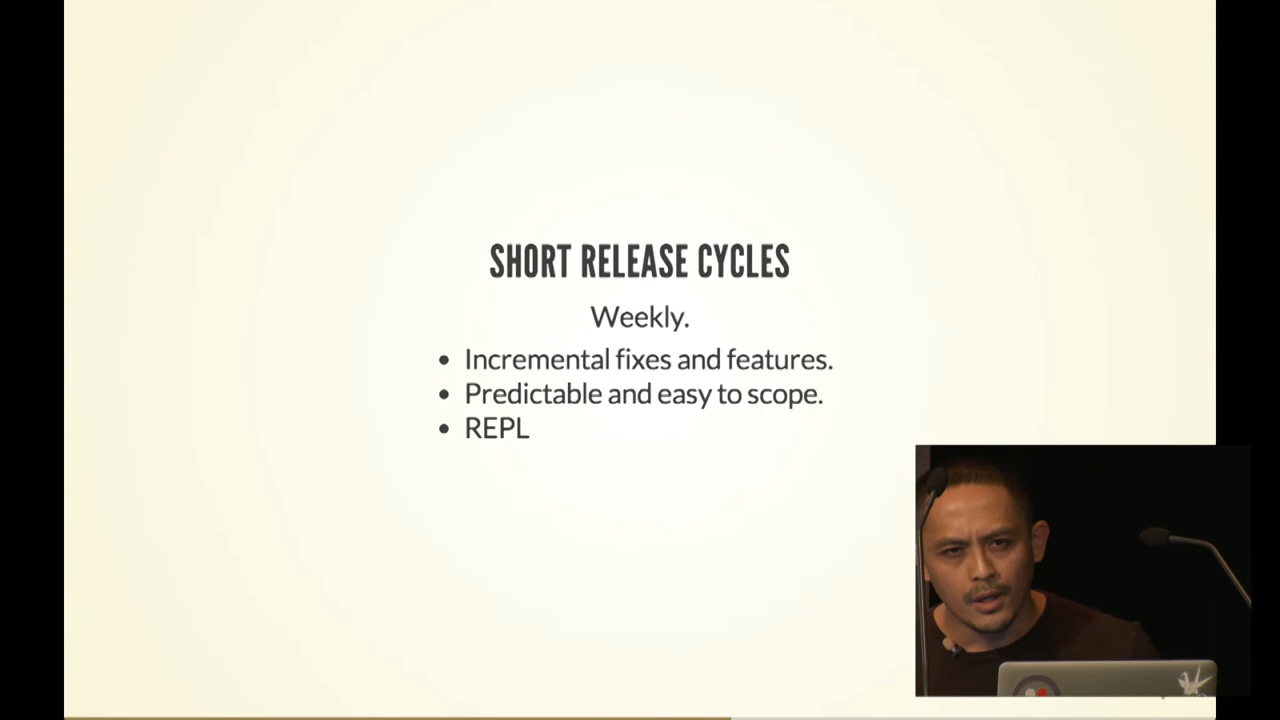 SHORT RELEASE CYCLES
Weekly.
Incremental fixes and features.
Predictable and easy to scope.
REPL